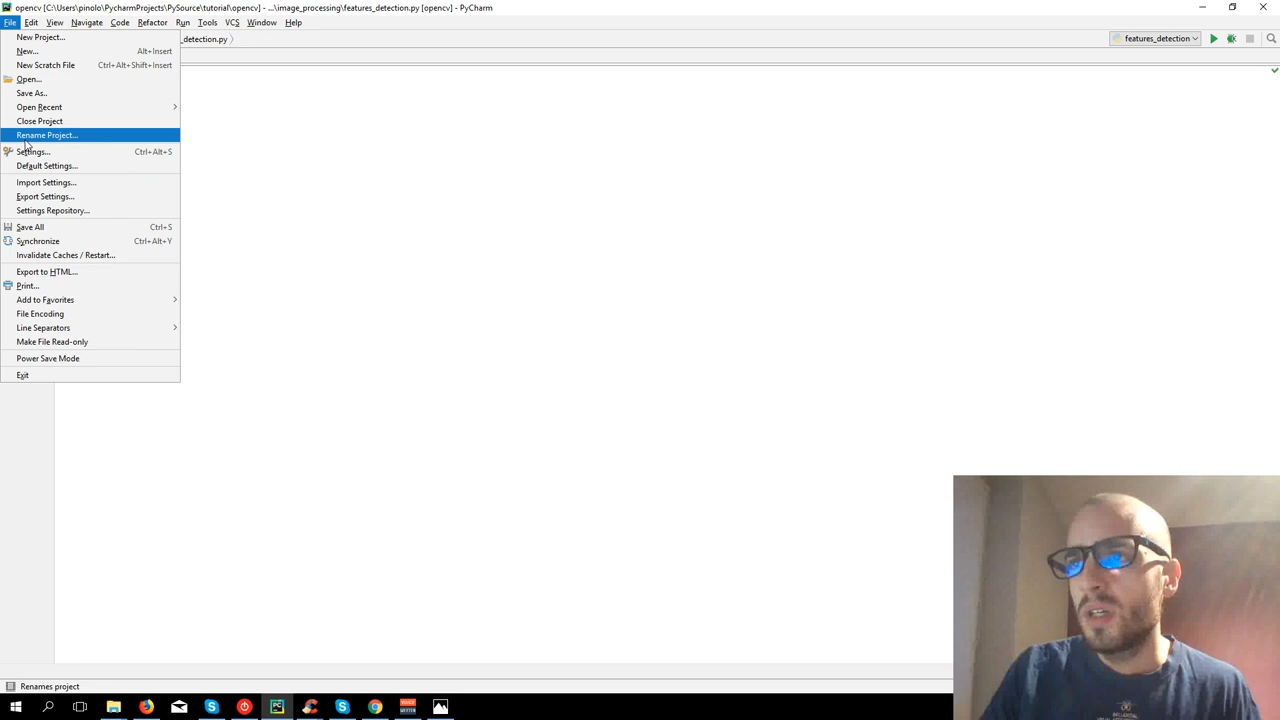 opencv [C:\Users\pinolo\PycharmProjects\PySource\tutorial\opencv] - ...\image_processing\features_detection.py [opencv] - PyCharm
File Edit View Navigate Code Refactor Run Tools VCS Window Help
_detection.py
features_detection
New Project...
New... Alt+Insert
New Scratch File Ctrl+Alt+Shift+Insert
Open...
Save As..
Open Recent
Close Project
Rename Project...
Settings... Ctrl+Alt+S
Default Settings...
Import Settings...
Export Settings...
Settings Repository...
Save All Ctrl+S
Synchronize Ctrl+Alt+Y
Invalidate Caches / Restart...
Export to HTML...
Print...
Add to Favorites
File Encoding
Line Separators
Make File Read-only
Power Save Mode
Exit
Renames project